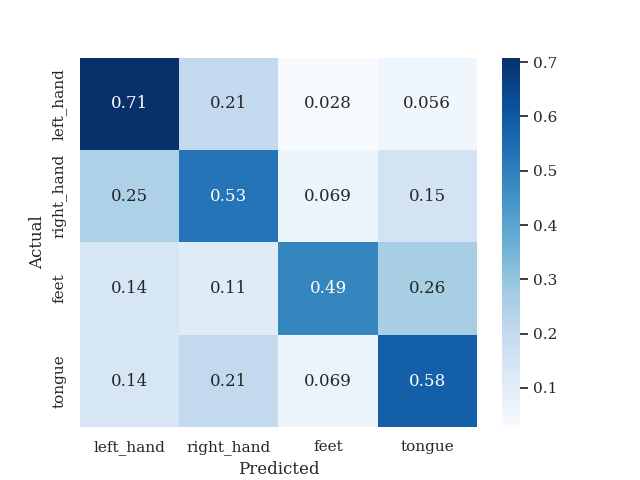 left_hand 0.71 0.21 0.028 0.056
right_hand 0.25 0.53 0.069 0.15
feet 0.14 0.11 0.49 0.26
tongue 0.14 0.21 0.069 0.58
Actual
left_hand right_hand feet tongue
Predicted
0.7
0.6
0.5
0.4
0.3
0.2
0.1